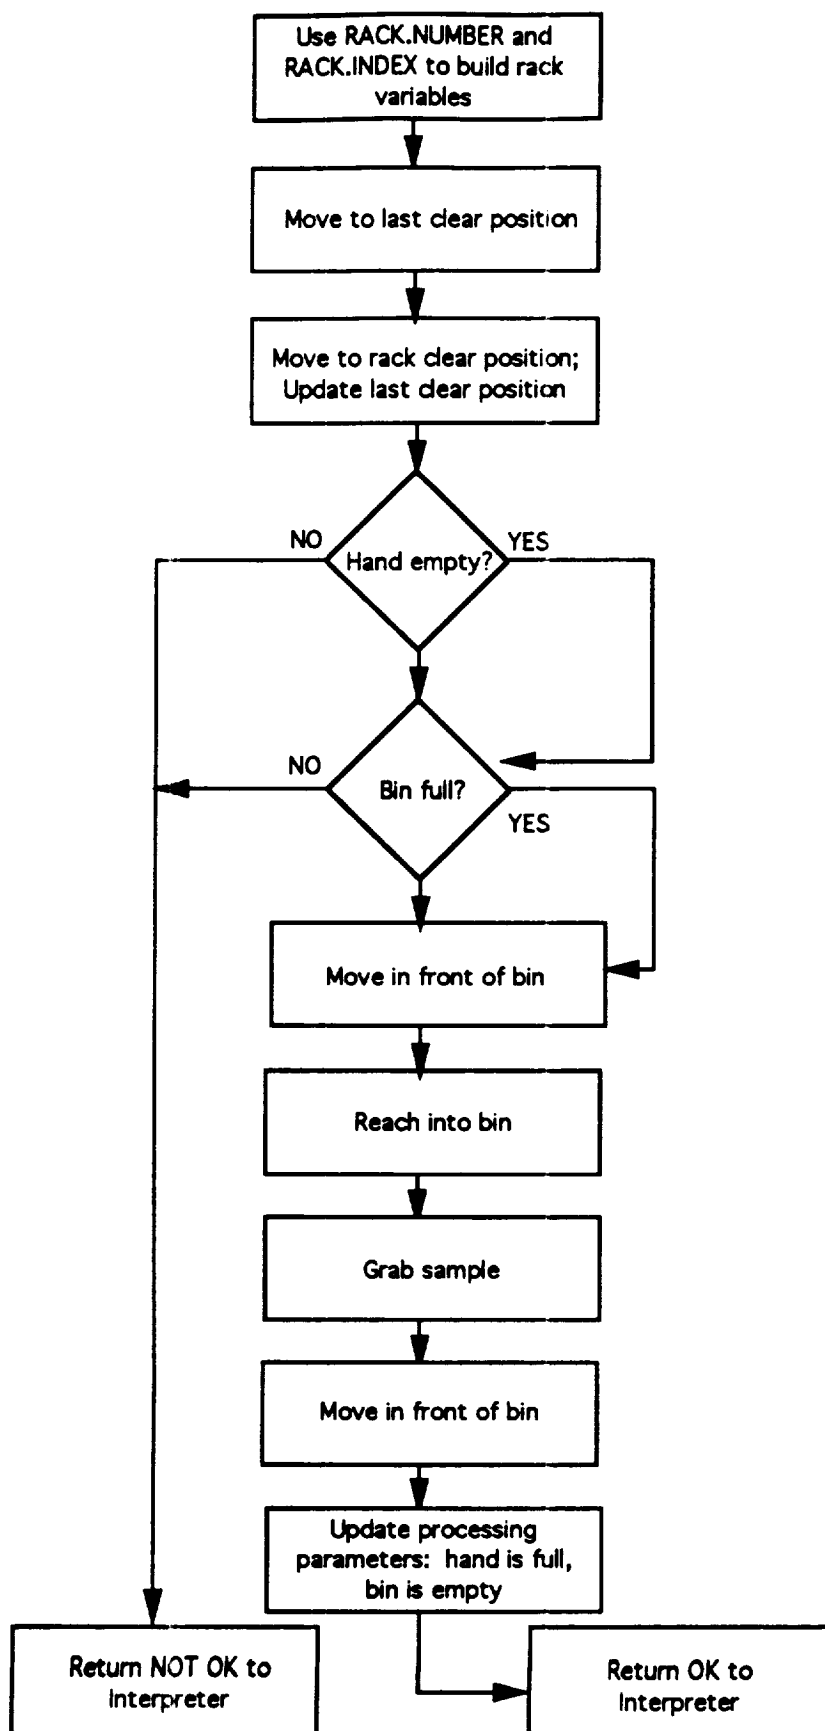 Use RACK.NUMBER and
RACK.INDEX to build rack
variables
Move to last clear position
Move to rack clear position;
Update last clear position
NO
YES
Hand empty?
NO
Bin full?
YES
Move in front of bin
Reach into bin
Grab sample
Move in front of bin
Update processing
parameters: hand is full,
bin is empty
Return NOT OK to
Interpreter
Return OK to
Interpreter